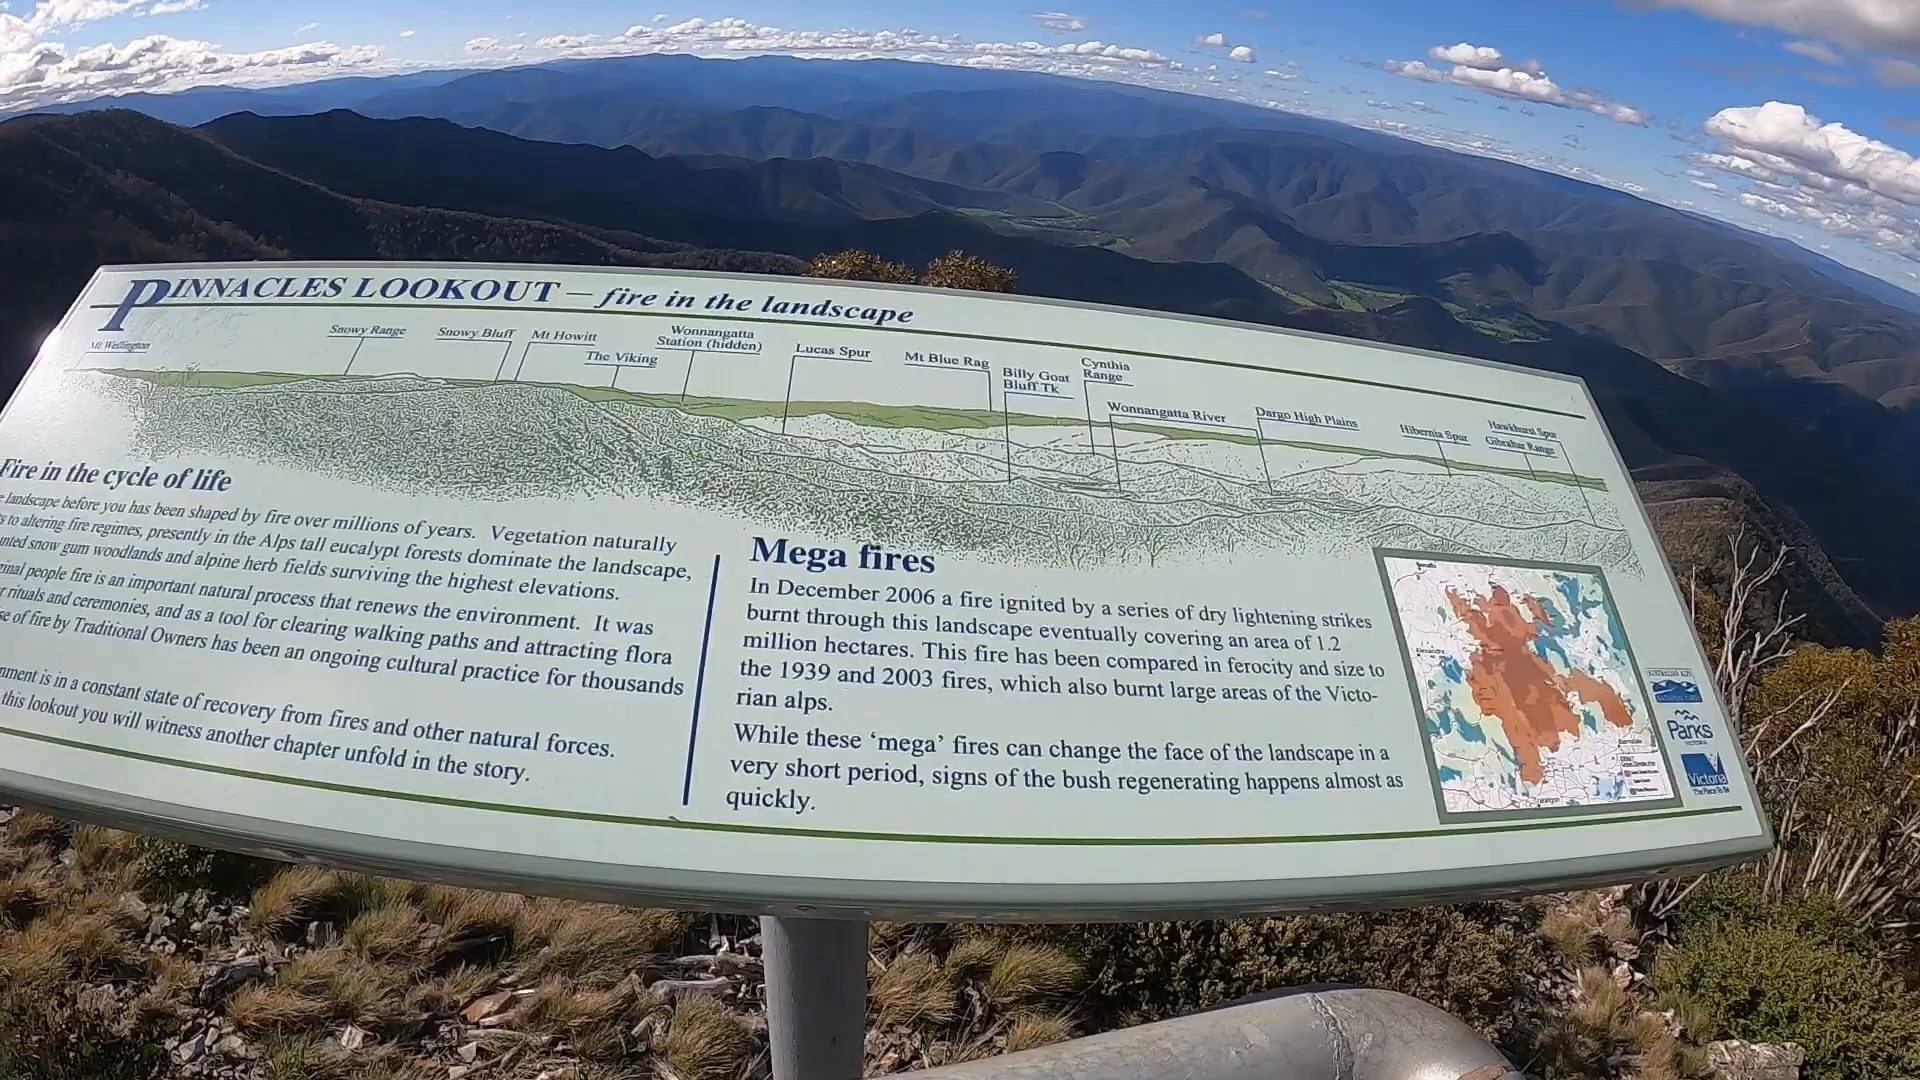 PINNACLES LOOKOUT – fire in the landscape
Mt Wellington
Snowy Range
Snowy Bluff
Mt Howitt
The Viking
Wonnangatta
Station (hidden)
Lucas Spur
Mt Blue Rag
Billy Goat
Bluff Tk
Cynthia
Range
Wonnangatta River
Dargo High Plains
Hibernia Spur
Hawkhurst Spur
Gibraltar Range
Fire in the cycle of life
landscape before you has been shaped by fire over millions of years. Vegetation naturally
to altering fire regimes, presently in the Alps tall eucalypt forests dominate the landscape,
snow gum woodlands and alpine herb fields surviving the highest elevations.
people fire is an important natural process that renews the environment. It was
rituals and ceremonies, and as a tool for clearing walking paths and attracting flora
of fire by Traditional Owners has been an ongoing cultural practice for thousands
is in a constant state of recovery from fires and other natural forces.
this lookout you will witness another chapter unfold in the story.
Mega fires
In December 2006 a fire ignited by a series of dry lightening strikes
burnt through this landscape eventually covering an area of 1.2
million hectares. This fire has been compared in ferocity and size to
the 1939 and 2003 fires, which also burnt large areas of the Victo-
rian alps.
While these ‘mega’ fires can change the face of the landscape in a
very short period, signs of the bush regenerating happens almost as
quickly.
AUSTRALIAN ALPS
NATIONAL PARKS
Parks
VICTORIA
Victoria
The Place To Be